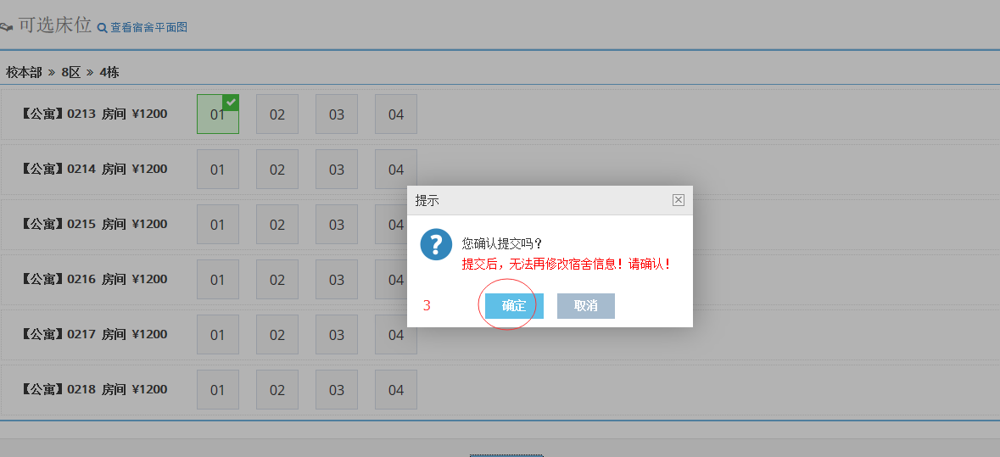 可选床位 查看宿舍平面图
校本部 » 8区 » 4栋
【公寓】0213 房间 ¥1200 01 02 03 04
【公寓】0214 房间 ¥1200 01 02 03 04
【公寓】0215 房间 ¥1200 01 02 03 04
【公寓】0216 房间 ¥1200 01 02 03 04
【公寓】0217 房间 ¥1200 01 02 03 04
【公寓】0218 房间 ¥1200 01 02 03 04
提示
您确认提交吗？
提交后，无法再修改宿舍信息！请确认！
3 确定 取消